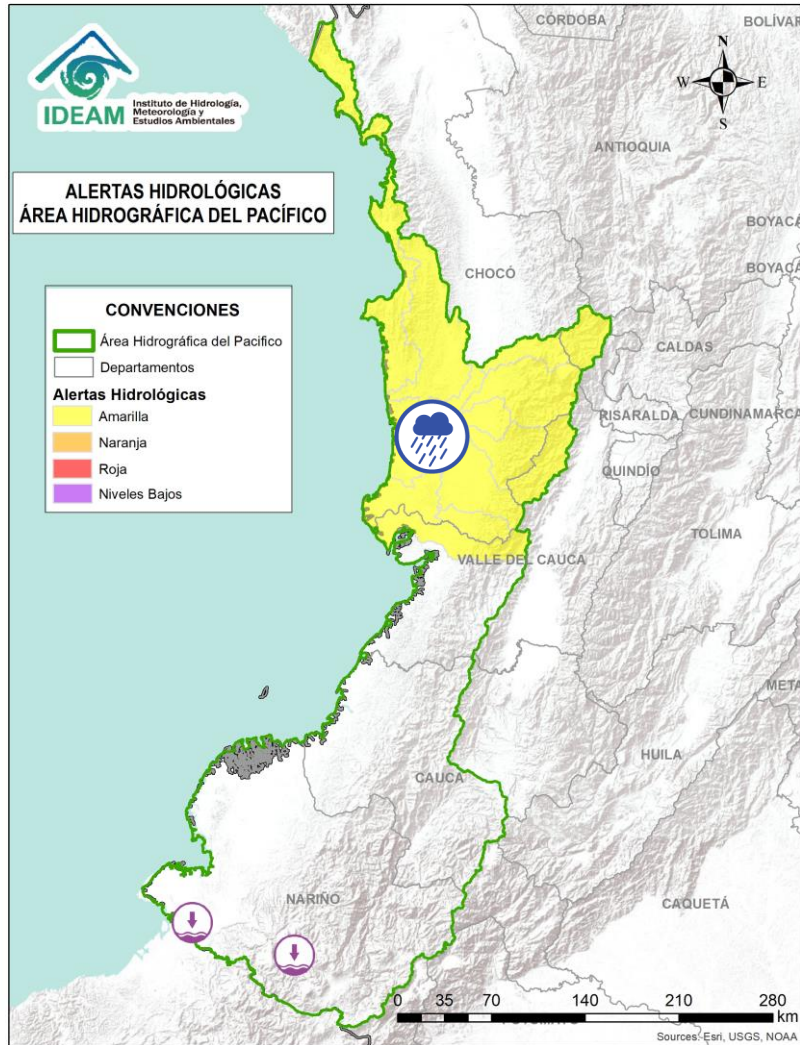 CÓRDOBA
BOLÍVAR
N
W
E
S
IDEAM
Instituto de Hidrología,
Meteorología y
Estudios Ambientales
ANTIOQUIA
ALERTAS HIDROLÓGICAS
ÁREA HIDROGRÁFICA DEL PACÍFICO
BOYACÁ
BOYACÁ
CHOCÓ
CONVENCIONES
Área Hidrográfica del Pacifico
Departamentos
Alertas Hidrológicas
Amarilla
Naranja
Roja
Niveles Bajos
CALDAS
RISARALDA
CUNDINAMARCA
QUINDÍO
TOLIMA
VALLE DEL CAUCA
META
HUILA
CAUCA
NARIÑO
CAQUETÁ
0 35 70 140 210 280
km
Sources: Esri, USGS, NOAA